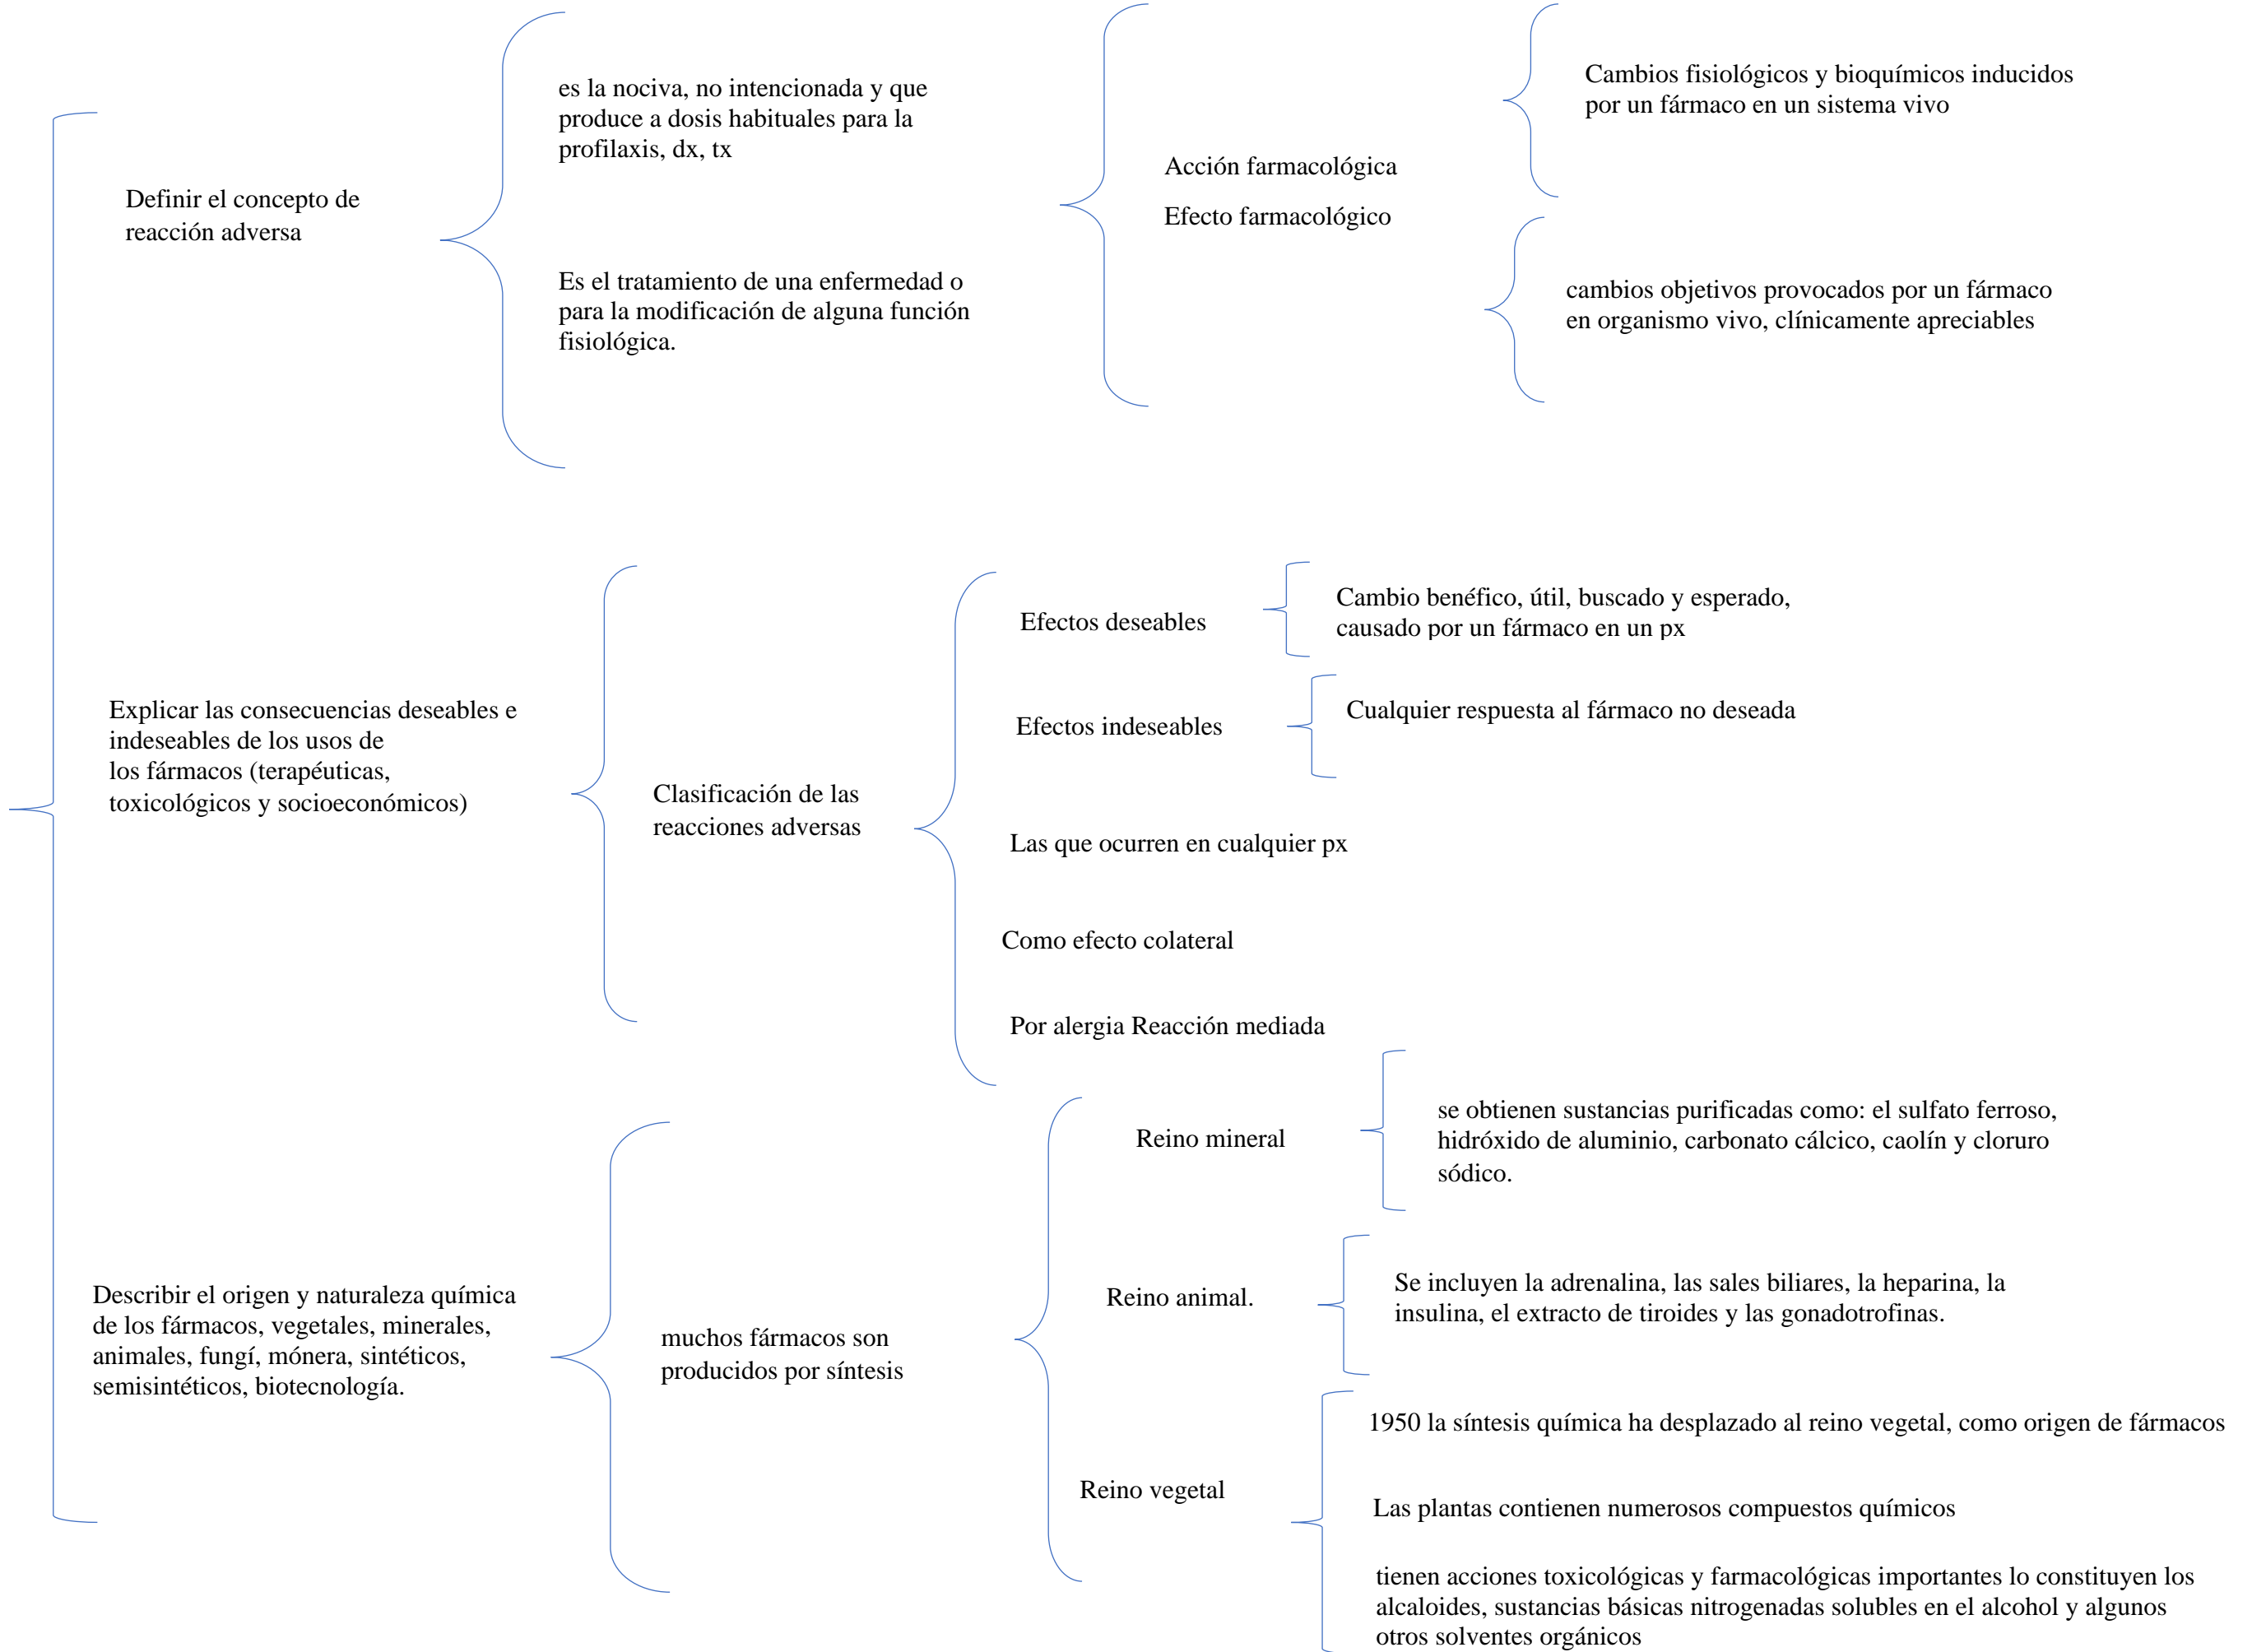 Definir el concepto de
reacción adversa
es la nociva, no intencionada y que
produce a dosis habituales para la
profilaxis, dx, tx
Es el tratamiento de una enfermedad o
para la modificación de alguna función
fisiológica.
Acción farmacológica
Efecto farmacológico
Cambios fisiológicos y bioquímicos inducidos
por un fármaco en un sistema vivo
cambios objetivos provocados por un fármaco
en organismo vivo, clínicamente apreciables
Explicar las consecuencias deseables e
indeseables de los usos de
los fármacos (terapéuticas,
toxicológicos y socioeconómicos)
Clasificación de las
reacciones adversas
Efectos deseables
Cambio benéfico, útil, buscado y esperado,
causado por un fármaco en un px
Efectos indeseables
Cualquier respuesta al fármaco no deseada
Las que ocurren en cualquier px
Como efecto colateral
Por alergia Reacción mediada
Describir el origen y naturaleza química
de los fármacos, vegetales, minerales,
animales, fungí, mónera, sintéticos,
semisintéticos, biotecnología.
muchos fármacos son
producidos por síntesis
Reino mineral
se obtienen sustancias purificadas como: el sulfato ferroso,
hidróxido de aluminio, carbonato cálcico, caolín y cloruro
sódico.
Reino animal.
Se incluyen la adrenalina, las sales biliares, la heparina, la
insulina, el extracto de tiroides y las gonadotrofinas.
Reino vegetal
1950 la síntesis química ha desplazado al reino vegetal, como origen de fármacos
Las plantas contienen numerosos compuestos químicos
tienen acciones toxicológicas y farmacológicas importantes lo constituyen los
alcaloides, sustancias básicas nitrogenadas solubles en el alcohol y algunos
otros solventes orgánicos